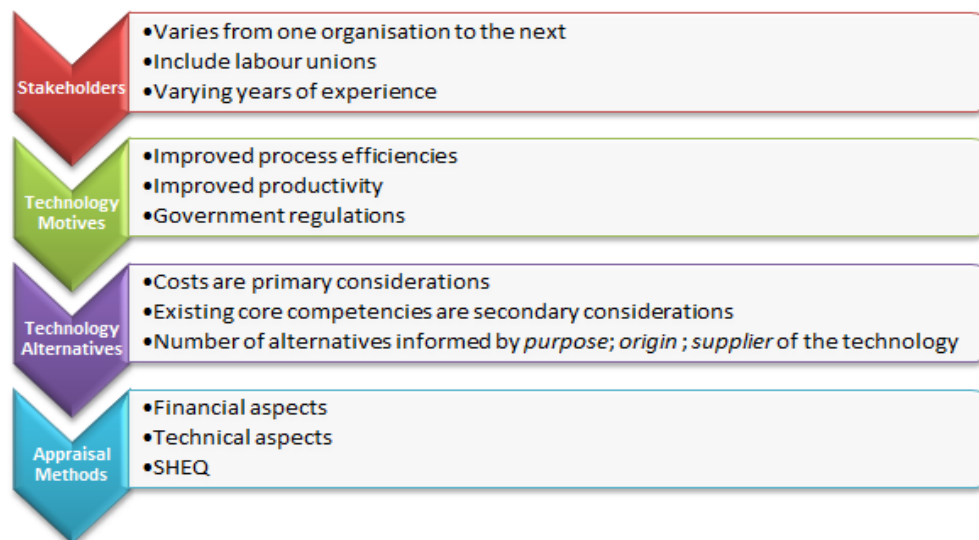 Stakeholders
•Varies from one organisation to the next
•Include labour unions
•Varying years of experience
Technology
Motives
•Improved process efficiencies
•Improved productivity
•Government regulations
Technology
Alternatives
•Costs are primary considerations
•Existing core competencies are secondary considerations
•Number of alternatives informed by purpose; origin ; supplier of the technology
Appraisal
Methods
•Financial aspects
•Technical aspects
•SHEQ